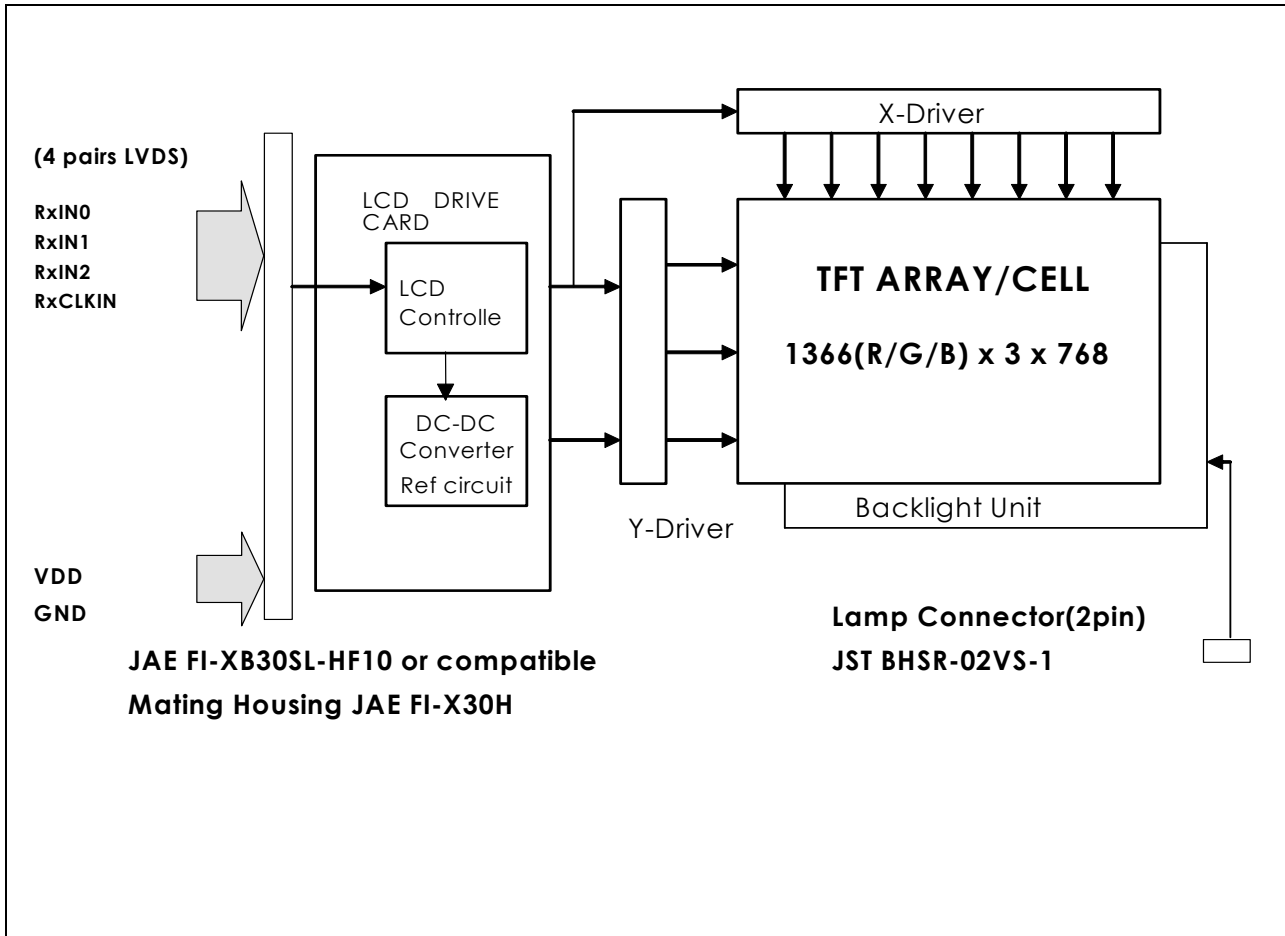 (4 pairs LVDS)
RxIN0
RxIN1
RxIN2
RxCLKIN
VDD
GND
LCD DRIVE
CARD
LCD
Controlle
DC-DC
Converter
Ref circuit
X-Driver
Y-Driver
TFT ARRAY/CELL
1366(R/G/B) x 3 x 768
Backlight Unit
JAE FI-XB30SL-HF10 or compatible
Mating Housing JAE FI-X30H
Lamp Connector(2pin)
JST BHSR-02VS-1